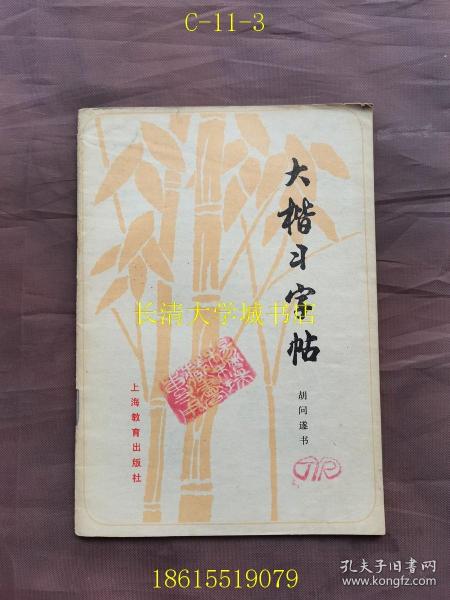 C-11-3
大楷习字帖
长清大学城书店
胡问遂书
上海教育出版社
孔夫子旧书网
www.kongfz.com
18615519079